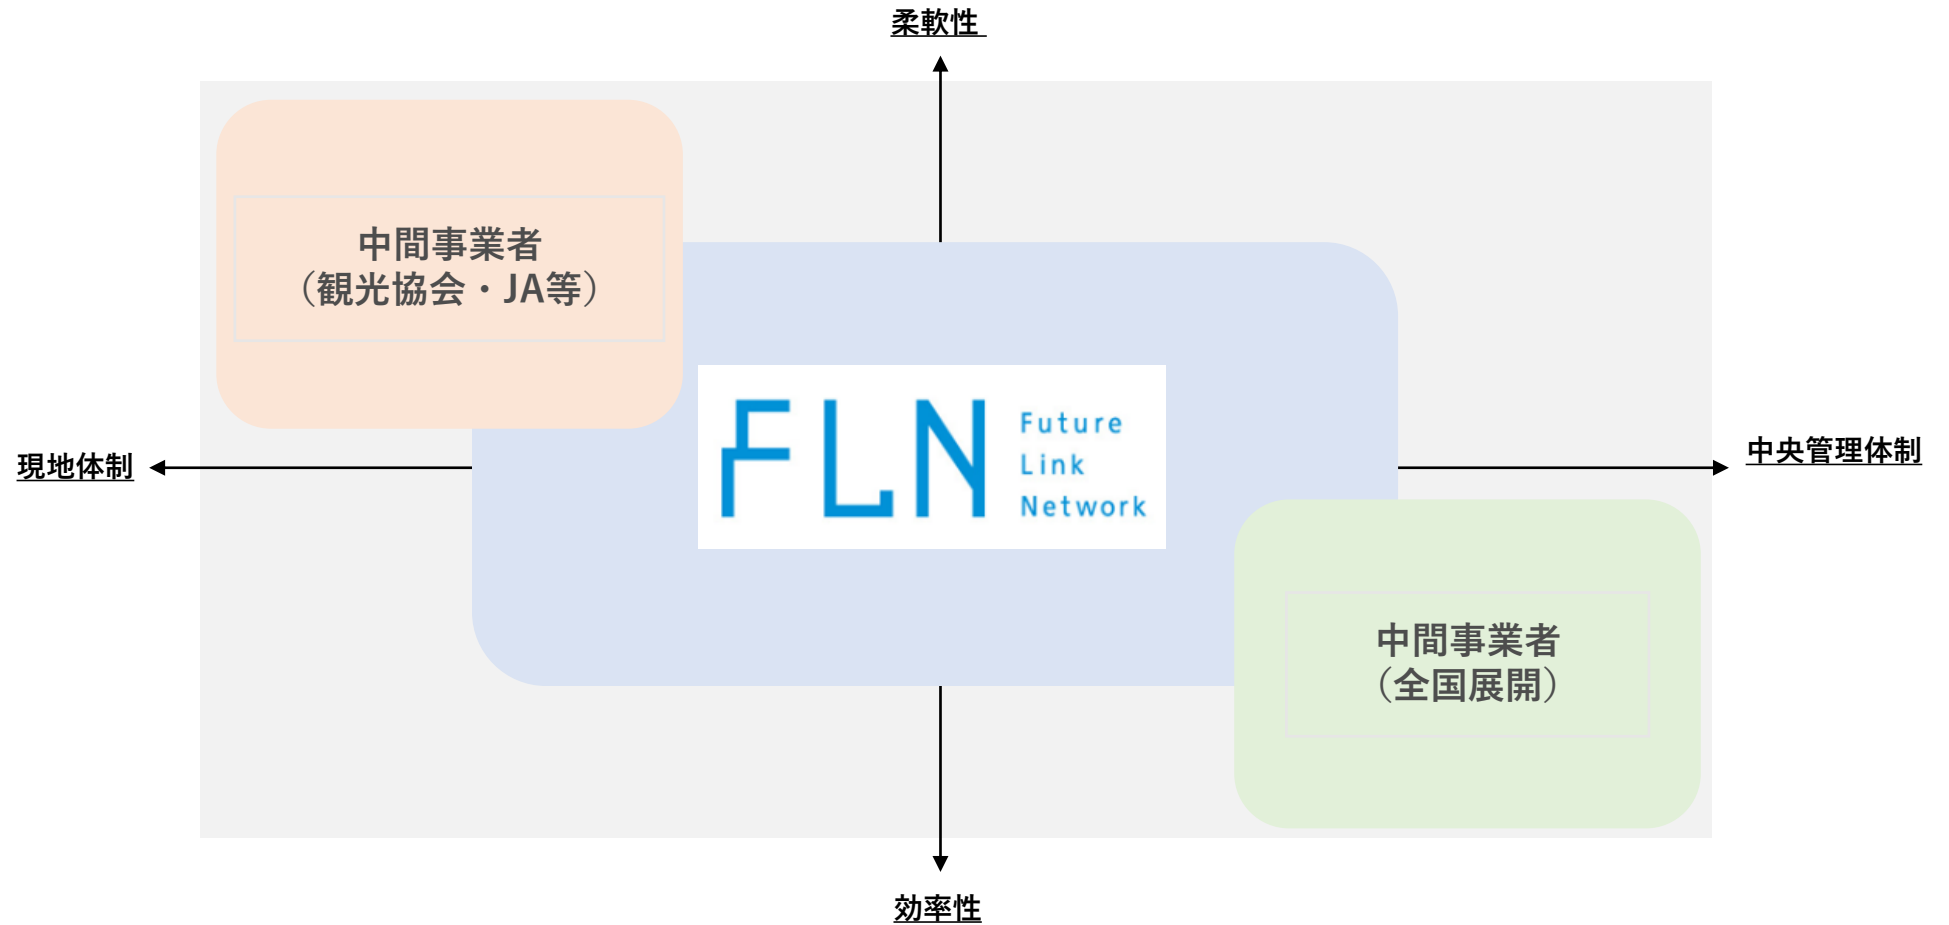 柔軟性
中間事業者
（観光協会・JA等）
FLN
Future
Link
Network
現地体制
中央管理体制
中間事業者
（全国展開）
効率性